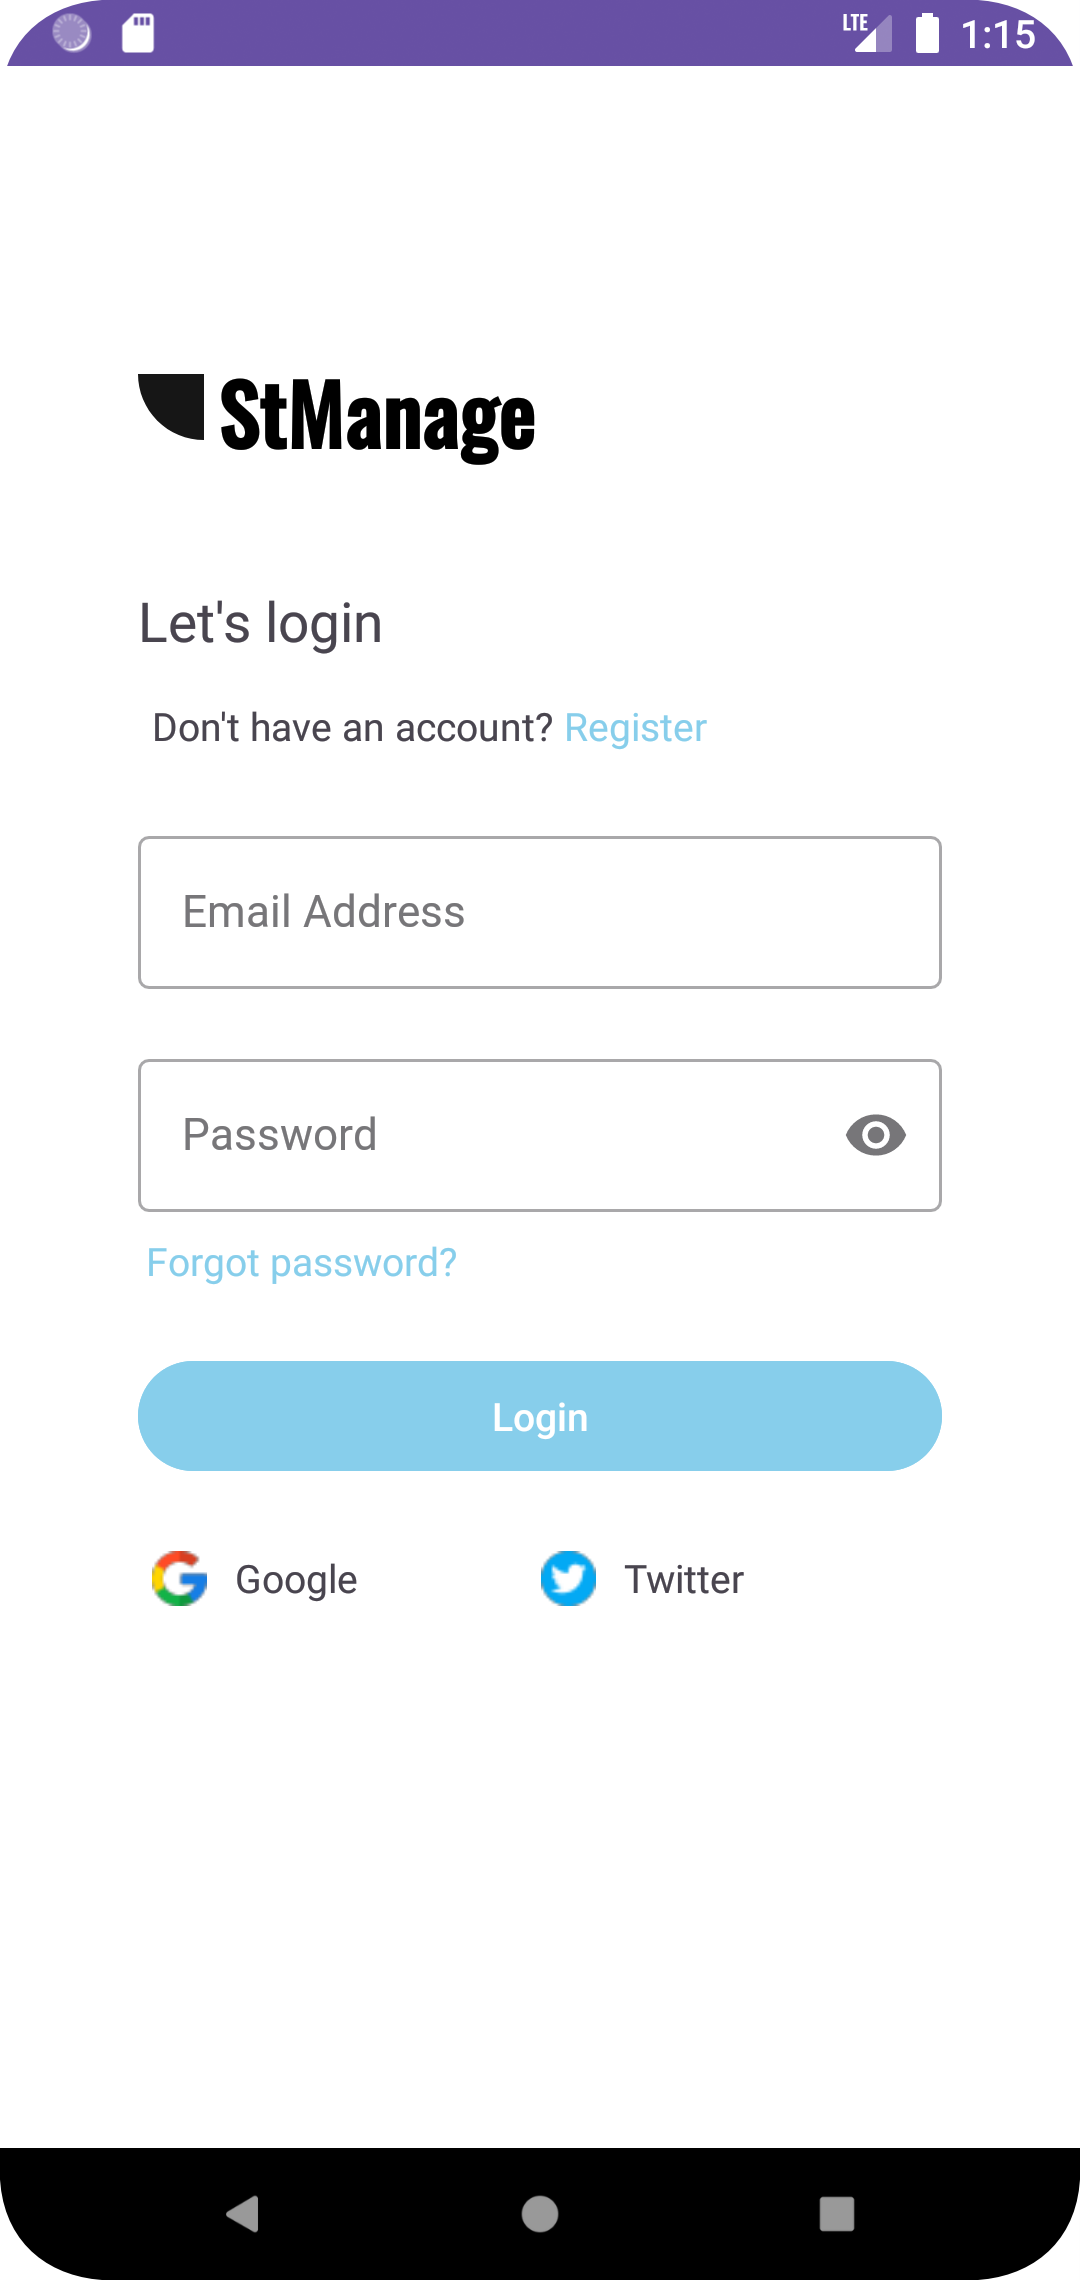 LTE 1:15
StManage
Let's login
Don't have an account? Register
Email Address
Password
Forgot password?
Login
Google Twitter